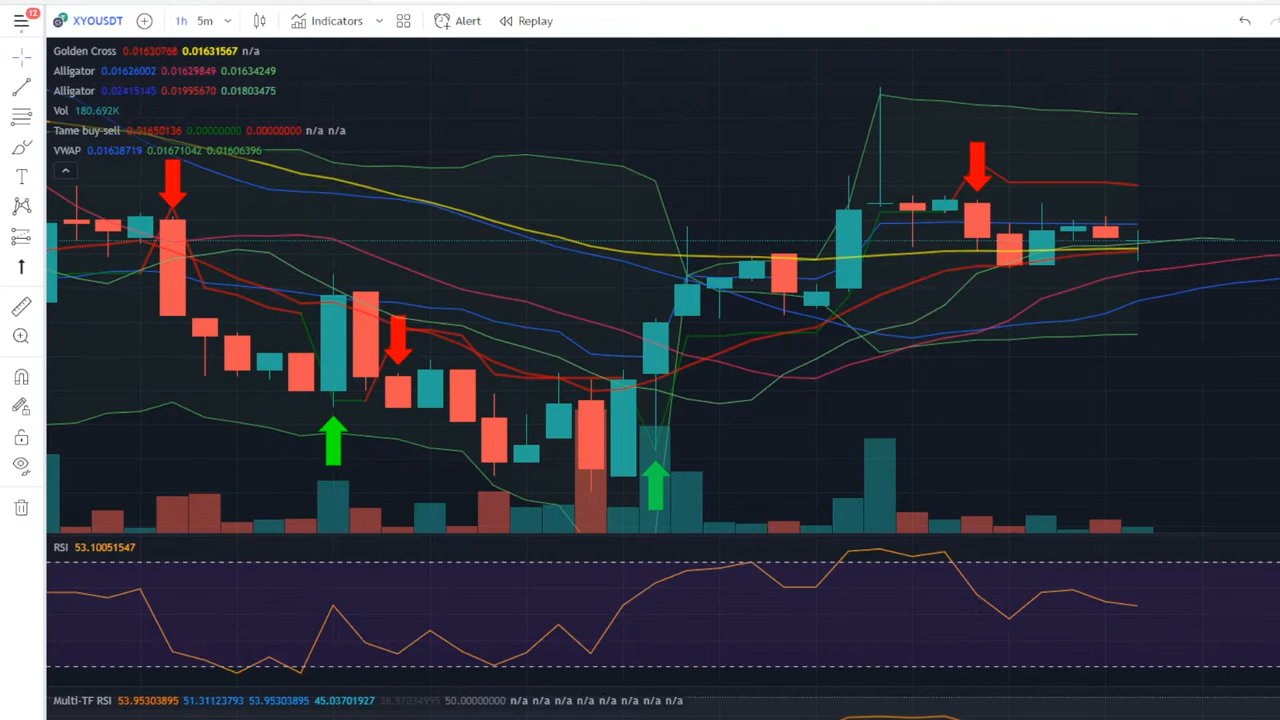 12 XYOUSDT 1h 5m Indicators Alert Replay
Golden Cross 0.01630768 0.01631567 n/a
Alligator 0.01626002 0.01629849 0.01634249
Alligator 0.02415145 0.01995670 0.01803475
Vol 180.692K
Tame buy-sell 0.01650136 0.00000000 0.00000000 n/a n/a
VWAP 0.01638719 0.01671042 0.01606396
T
RSI 53.10051547
Multi-TF RSI 53.95303895 51.31123793 53.95303895 45.03701927 50.00000000 n/a n/a n/a n/a n/a n/a n/a n/a